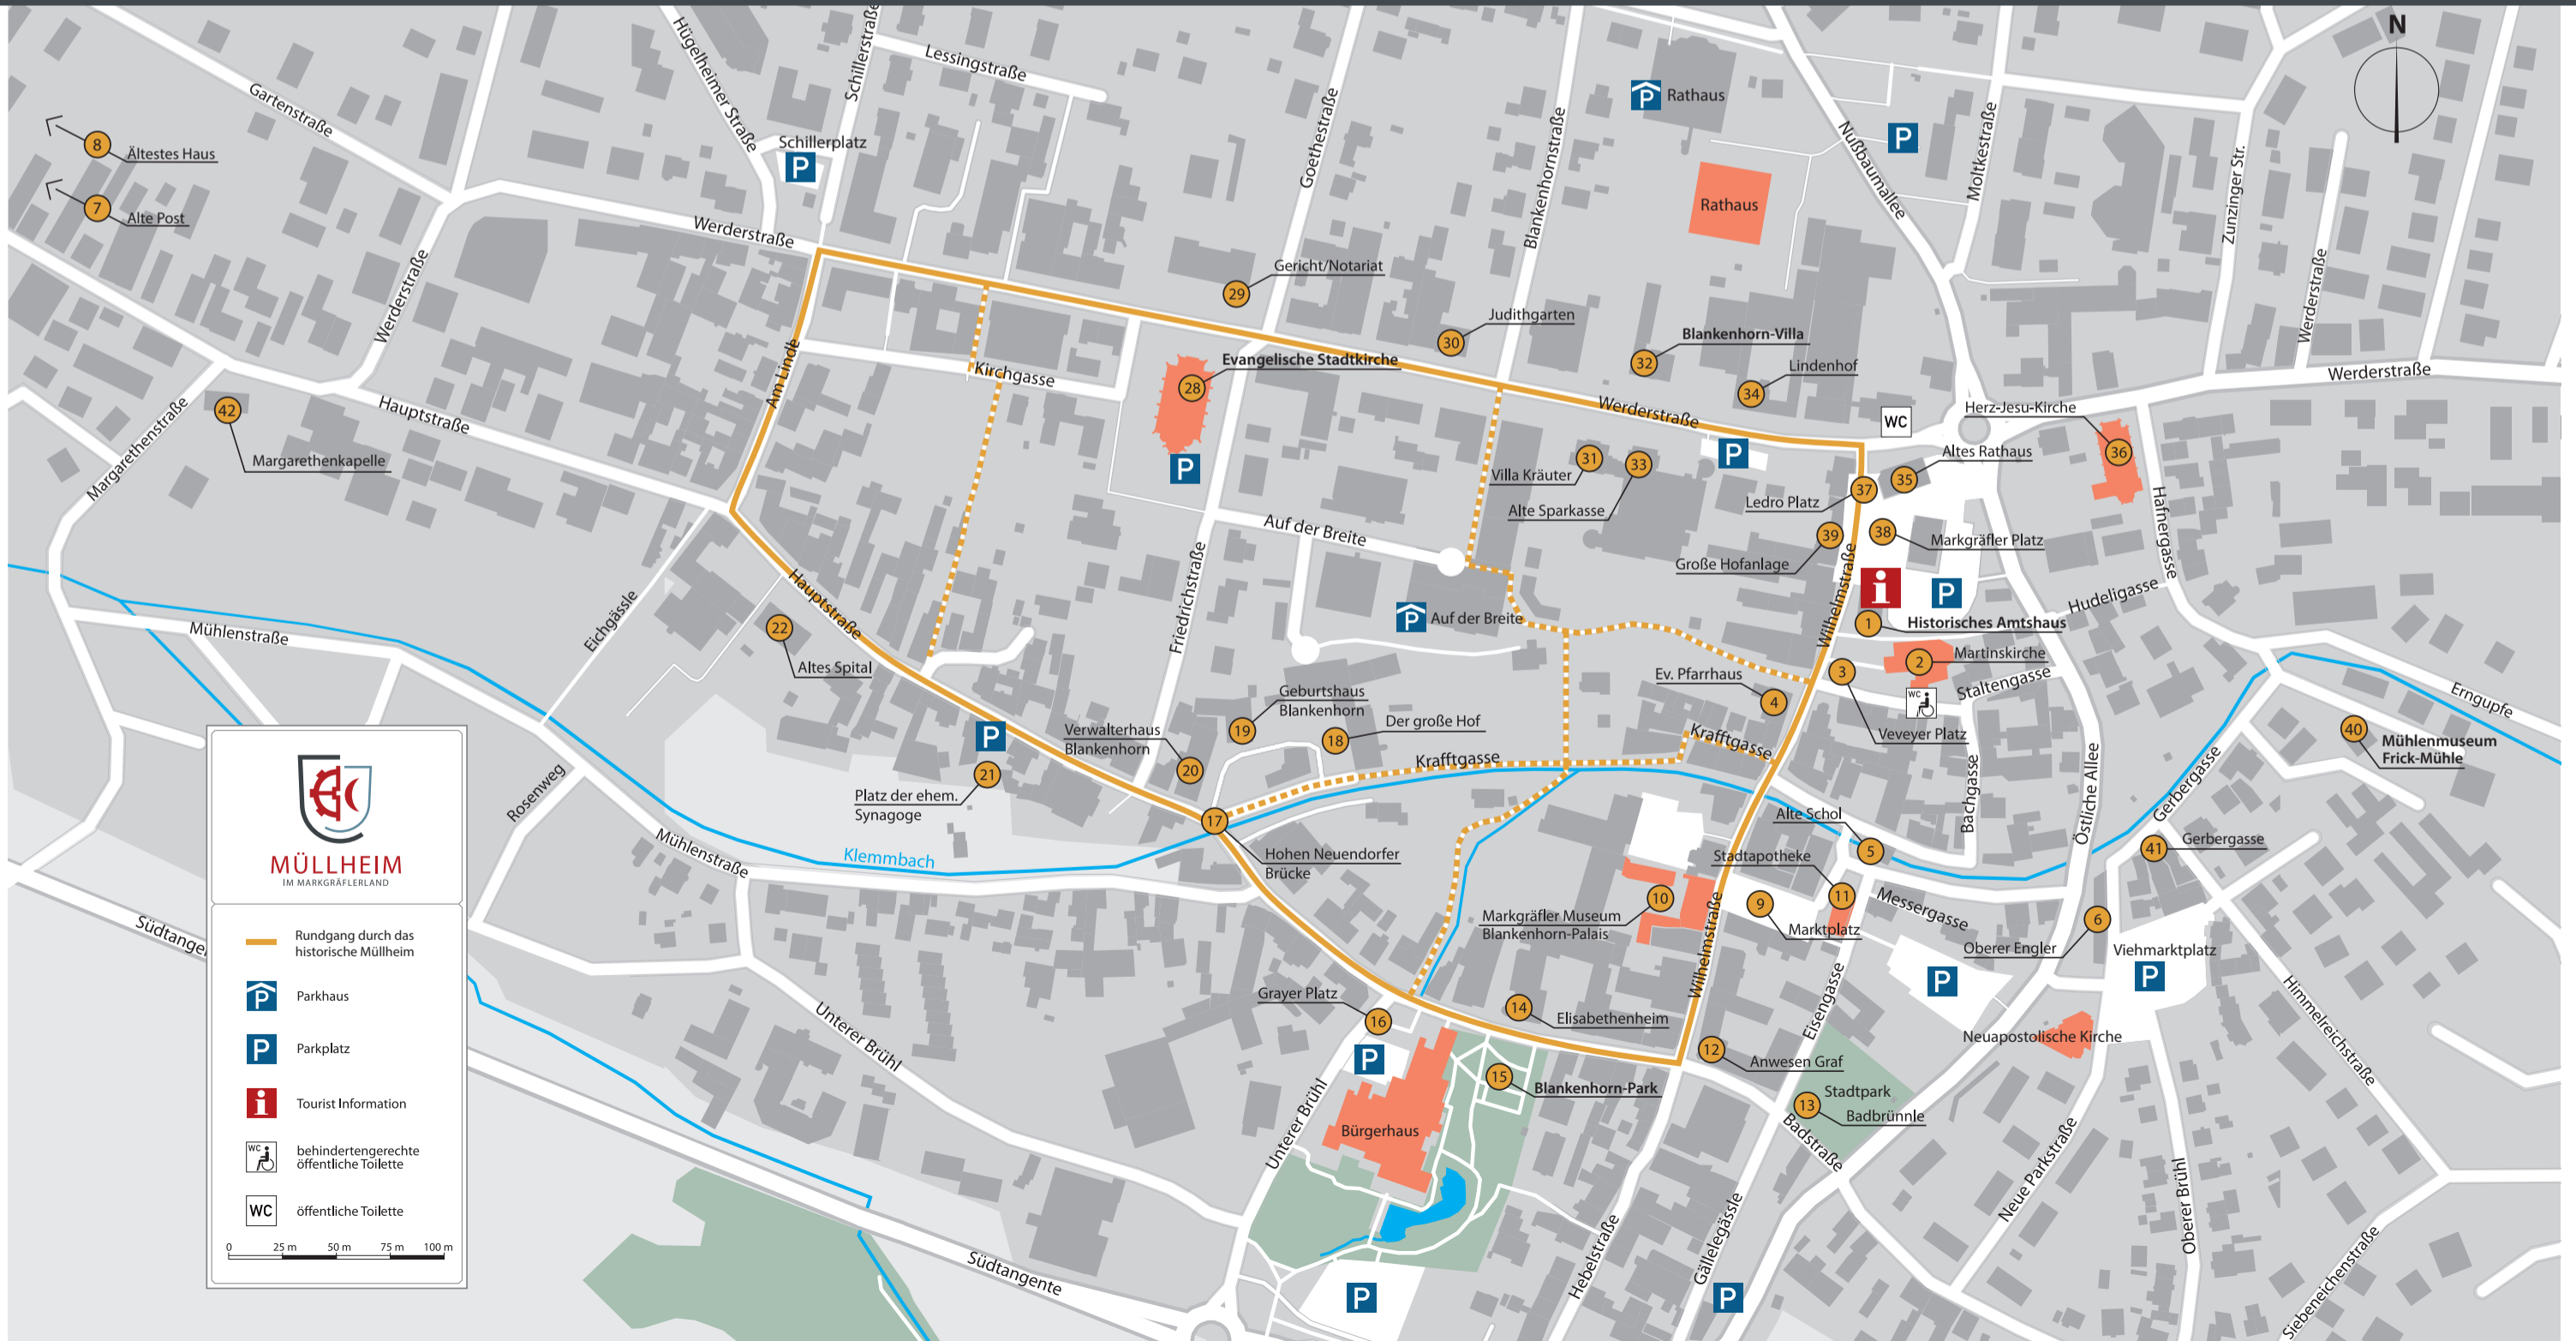 N
Hügelheimer Straße
Schillerstraße
Lessingstraße
Gartenstraße
8
Ältestes Haus
7
Alte Post
Schillerplatz
P
Werderstraße
Werderstraße
Goethestraße
Blankenhornstraße
P
Rathaus
Rathaus
Nußbaumallee
P
Moltkestraße
Zunzinger Str.
Werderstraße
Werderstraße
29
Gericht/Notariat
30
Judithgarten
32
Blankenhorn-Villa
34
Lindenhof
Am Linde
Kirchgasse
28
Evangelische Stadtkirche
P
Werderstraße
P
WC
Herz-Jesu-Kirche
36
Hafnergasse
42
Margarethenkapelle
Margarethenstraße
Hauptstraße
31
Villa Kräuter
33
Alte Sparkasse
Altes Rathaus
35
37
Ledro Platz
38
Markgräfler Platz
39
Große Hofanlage
Wilhelmstraße
i
P
Hudeligasse
1
Historisches Amtshaus
2
Martinskirche
3
Veveyer Platz
Staltengasse
WC
Auf der Breite
P
Auf der Breite
Friedrichstraße
Eichgässle
Hauptstraße
22
Altes Spital
Mühlenstraße
Ev. Pfarrhaus
4
Krafftgasse
Krafftgasse
Geburtshaus
Blankenhorn
19
Der große Hof
18
Verwalterhaus
Blankenhorn
20
P
21
Platz der ehem.
Synagoge
17
Hohen Neuendorfer
Brücke
Klemmbach
Rosenweg
Mühlenstraße
Erngupfe
40
Mühlenmuseum
Frick-Mühle
Gerbergasse
41
Gerbergasse
Östliche Allee
Bachgasse
Alte Schol
5
Stadtapotheke
11
Messergasse
9
Marktplatz
10
Markgräfler Museum
Blankenhorn-Palais
Wilhelmstraße
Eisengasse
P
6
Oberer Engler
Viehmarktplatz
P
Neuapostolische Kirche
Himmelreichstraße
Grayer Platz
16
P
14
Elisabethenheim
12
Anwesen Graf
15
Blankenhorn-Park
Stadtpark
13
Badbrünnle
Badstraße
Bürgerhaus
Unterer Brühl
Unterer Brühl
Südtangente
P
Hebelstraße
Gällelegässle
P
Neue Parkstraße
Oberer Brühl
Siebeneichenstraße
Südtangen
MÜLLHEIM
IM MARKGRÄFLERLAND
Rundgang durch das
historische Müllheim
P
Parkhaus
P
Parkplatz
i
Tourist Information
WC
behindertengerechte
öffentliche Toilette
WC
öffentliche Toilette
0 25 m 50 m 75 m 100 m